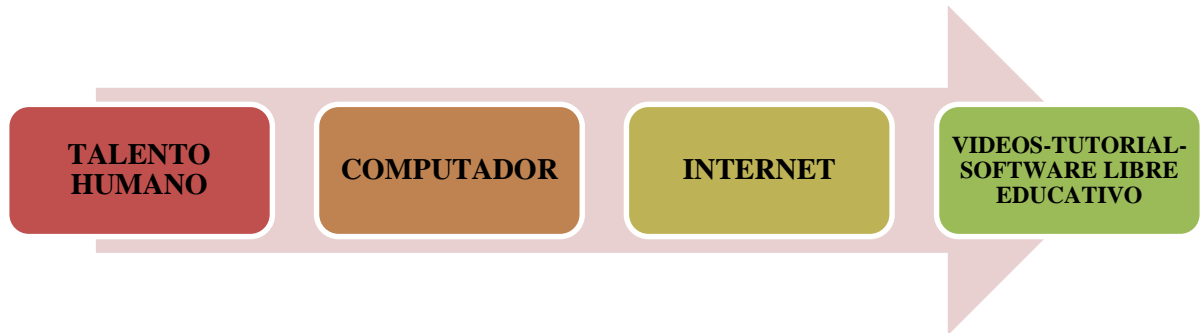 TALENTO
HUMANO
COMPUTADOR
INTERNET
VIDEOS-TUTORIAL-
SOFTWARE LIBRE
EDUCATIVO